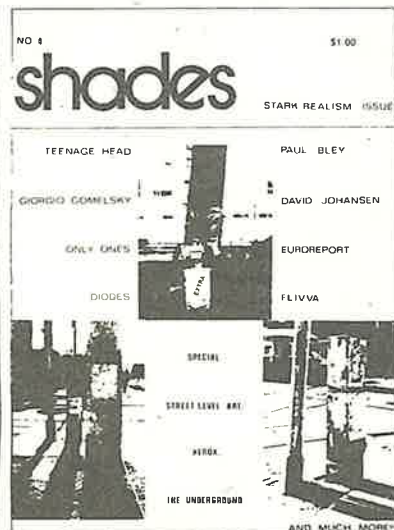 NO 4
$1.00
shades
STARK REALISM ISSUE
TEENAGE HEAD
PAUL BLEY
GIORGIO GOMELSKY
DAVID JOHANSEN
ONLY ONES
EUROREPORT
EXTRA
DIODES
FLIVVA
SPECIAL
STREET LEVEL ART
XEROX
THE UNDERGROUND
AND MUCH MORE!